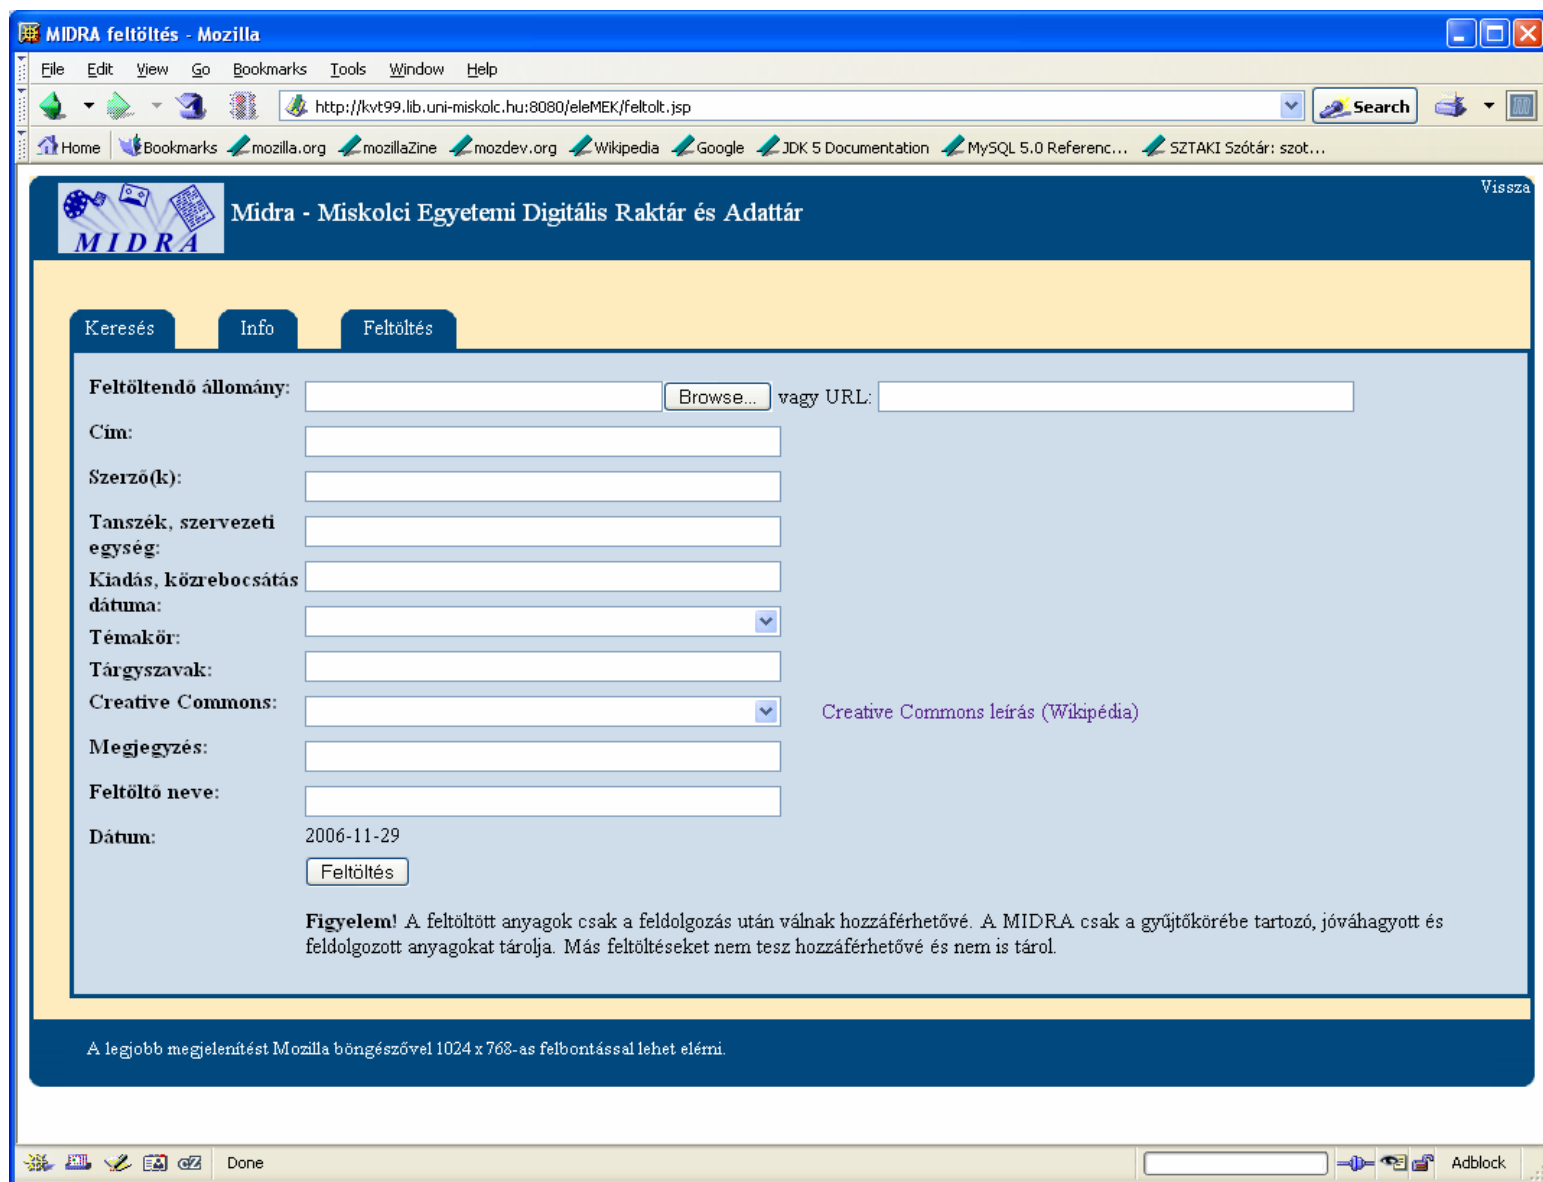 MIDRA feltöltés - Mozilla
File Edit View Go Bookmarks Tools Window Help
http://kvt99.lib.uni-miskolc.hu:8080/eleMEK/feltolt.jsp Search
Home Bookmarks mozilla.org mozillaZine mozdev.org Wikipedia Google JDK 5 Documentation MySQL 5.0 Referenc... SZTAKI Szótár: szot...
Vissza
MIDRA Midra - Miskolci Egyetemi Digitális Raktár és Adattár
Keresés Info Feltöltés
Feltöltendő állomány: Browse... vagy URL:
Cím:
Szerző(k):
Tanszék, szervezeti
egység:
Kiadás, közrebocsátás
dátuma:
Témakör:
Tárgyszavak:
Creative Commons: Creative Commons leírás (Wikipédia)
Megjegyzés:
Feltöltő neve:
Dátum: 2006-11-29
Feltöltés
Figyelem! A feltöltött anyagok csak a feldolgozás után válnak hozzáférhetővé. A MIDRA csak a gyűjtőkörébe tartozó, jóváhagyott és
feldolgozott anyagokat tárolja. Más feltöltéseket nem tesz hozzáférhetővé és nem is tárol.
A legjobb megjelenítést Mozilla böngészővel 1024 x 768-as felbontással lehet elérni.
Done Adblock